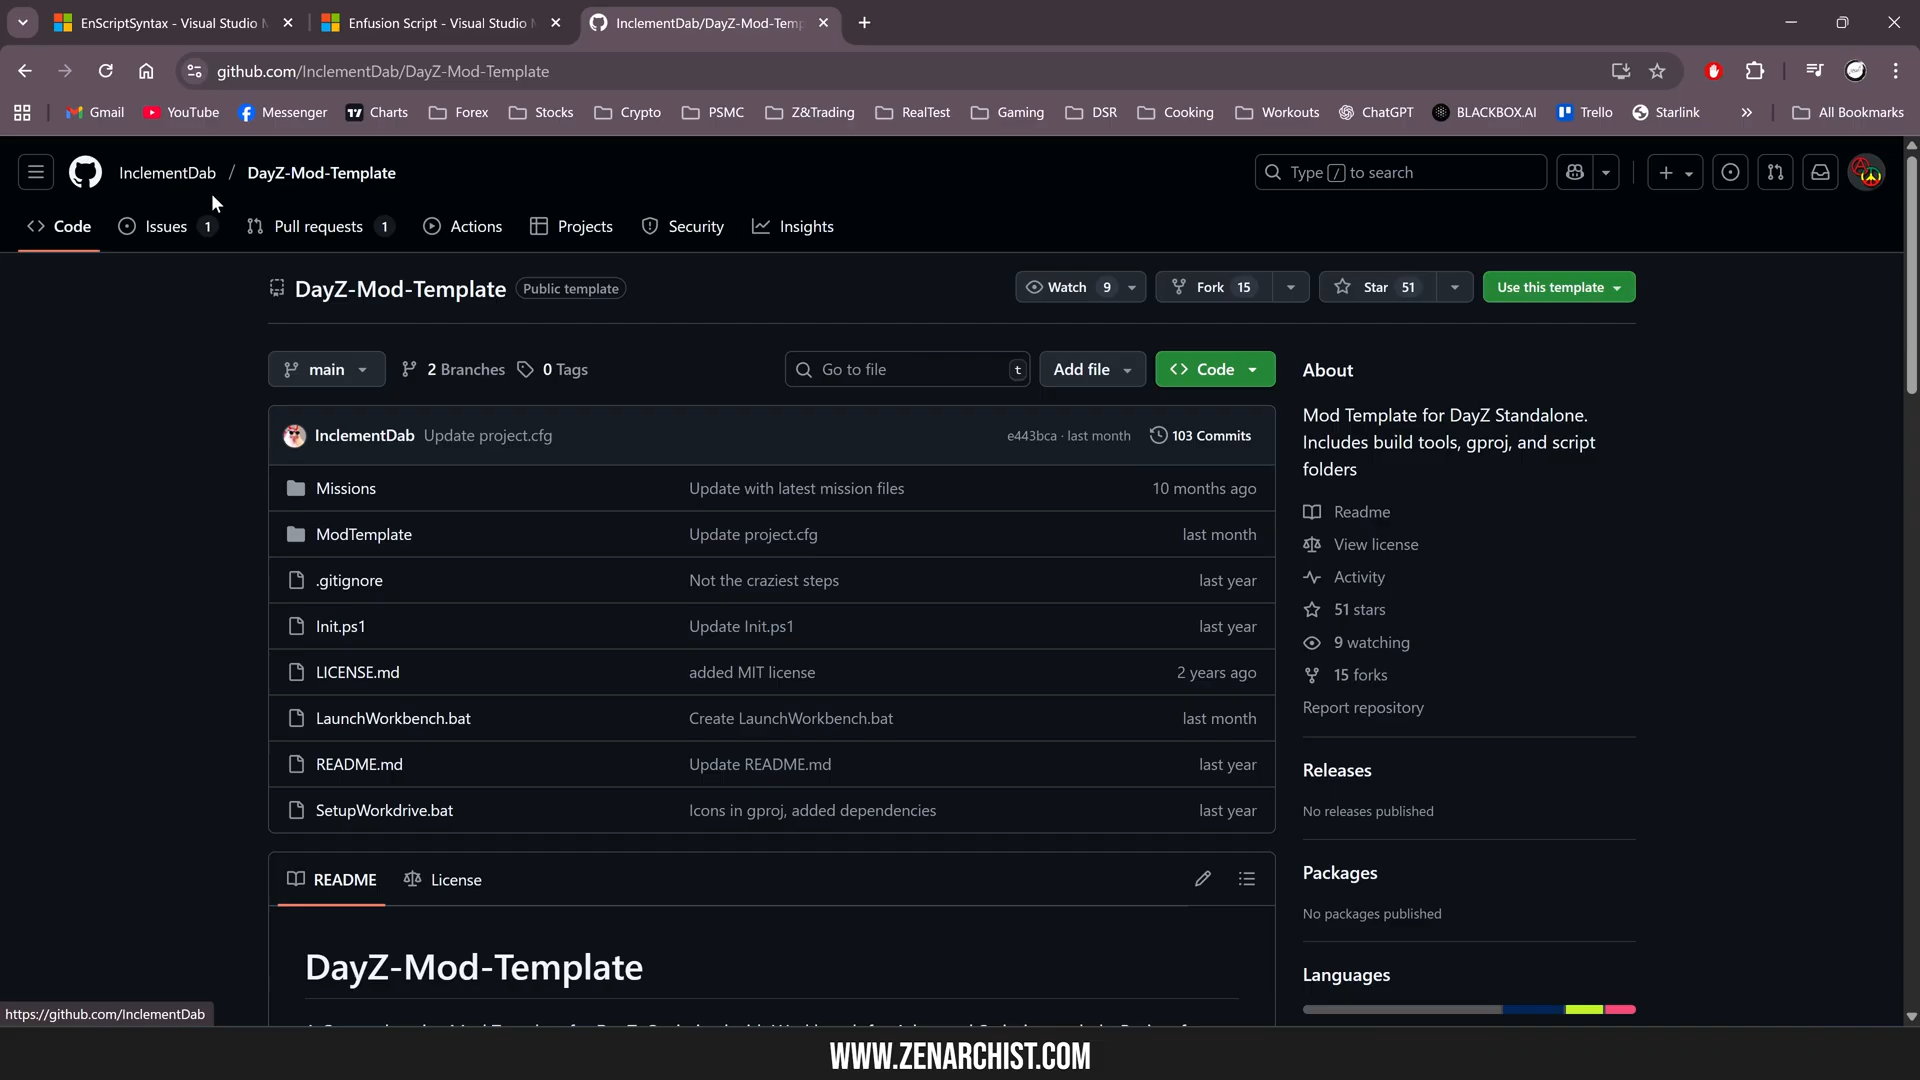 EnScriptSyntax - Visual Studio
Enfusion Script - Visual Studio
InclementDab/DayZ-Mod-Temp
github.com/InclementDab/DayZ-Mod-Template
Gmail
YouTube
Messenger
Charts
Forex
Stocks
Crypto
PSMC
Z&Trading
RealTest
Gaming
DSR
Cooking
Workouts
ChatGPT
BLACKBOX.AI
Trello
Starlink
»
All Bookmarks
InclementDab / DayZ-Mod-Template
Type / to search
Code
Issues 1
Pull requests 1
Actions
Projects
Security
Insights
DayZ-Mod-Template Public template
Watch 9
Fork 15
Star 51
Use this template
main
2 Branches
0 Tags
Go to file t
Add file
Code
InclementDab Update project.cfg e443bca · last month 103 Commits
Missions Update with latest mission files 10 months ago
ModTemplate Update project.cfg last month
.gitignore Not the craziest steps last year
Init.ps1 Update Init.ps1 last year
LICENSE.md added MIT license 2 years ago
LaunchWorkbench.bat Create LaunchWorkbench.bat last month
README.md Update README.md last year
SetupWorkdrive.bat Icons in gproj, added dependencies last year
README
License
DayZ-Mod-Template
About
Mod Template for DayZ Standalone.
Includes build tools, gproj, and script
folders
Readme
View license
Activity
51 stars
9 watching
15 forks
Report repository
Releases
No releases published
Packages
No packages published
Languages
https://github.com/InclementDab
WWW.ZENARCHIST.COM